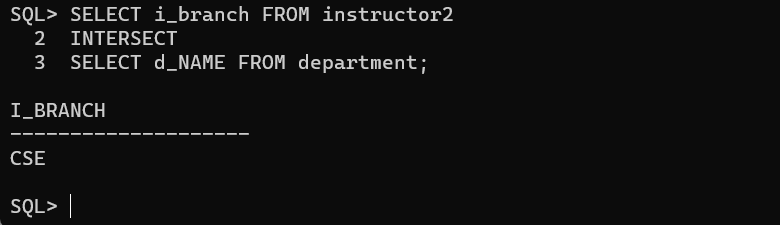 SQL> SELECT i_branch FROM instructor2
  2  INTERSECT
  3  SELECT d_NAME FROM department;
I_BRANCH
--------------------
CSE
SQL>